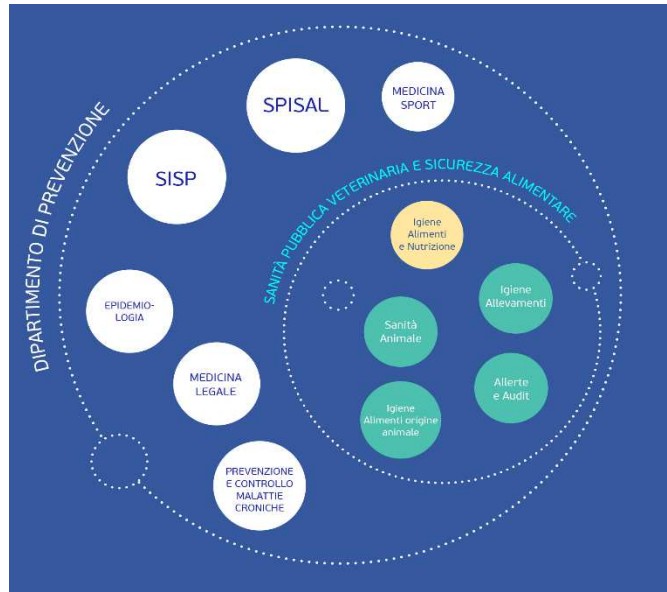 DIPARTIMENTO DI PREVENZIONE
SPISAL
MEDICINA
SPORT
SISP
SANITÀ PUBBLICA VETERINARIA E SICUREZZA ALIMENTARE
Igiene
Alimenti
e Nutrizione
Igiene
Allevamenti
EPIDEMIO-
LOGIA
Sanità
Animale
MEDICINA
LEGALE
Allerte
e Audit
Igiene
Alimenti origine
animale
PREVENZIONE
E CONTROLLO
MALATTIE
CRONICHE